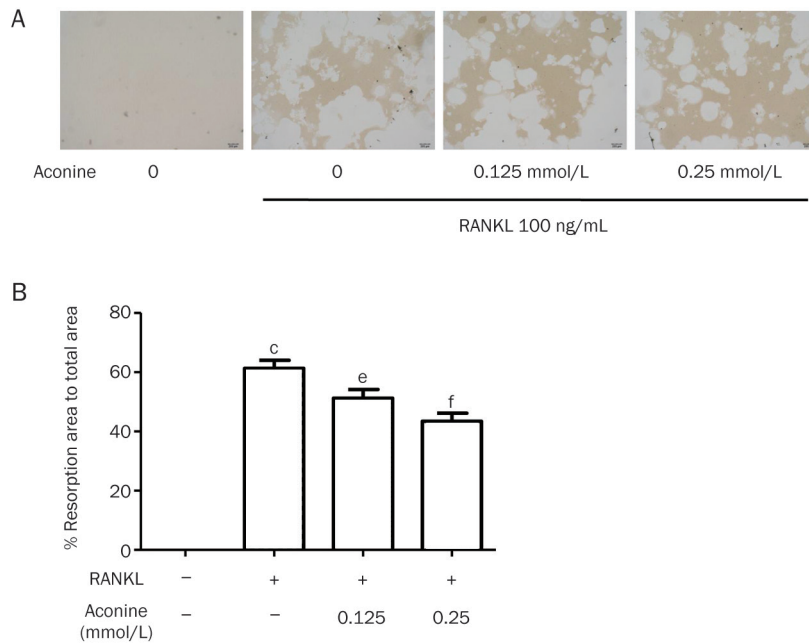 A
Aconine 0 0 0.125 mmol/L 0.25 mmol/L
RANKL 100 ng/mL
B
% Resorption area to total area
80
60
40
20
0
c
e
f
RANKL – + + +
Aconine (mmol/L) – – 0.125 0.25